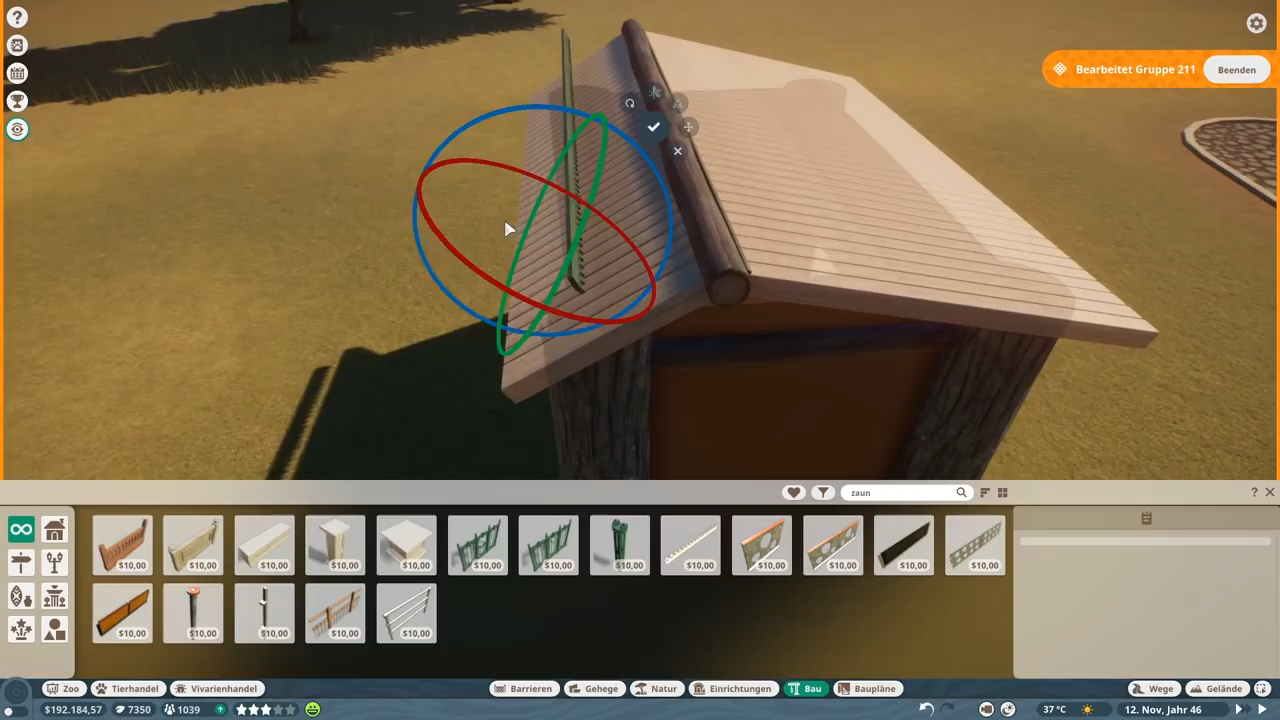 Bearbeitet Gruppe 211
Beenden
zaun
?
?
$10,00 $10,00 $10,00 $10,00 $10,00 $10,00 $10,00 $10,00 $10,00 $10,00 $10,00 $10,00 $10,00
$10,00 $10,00 $10,00 $10,00 $10,00
Zoo Tierhandel Vivarienhandel Barrieren Gehege Natur Einrichtungen Bau Baupläne Wege Gelände
$192.184,57 7350 1039 37 °C 12. Nov, Jahr 46